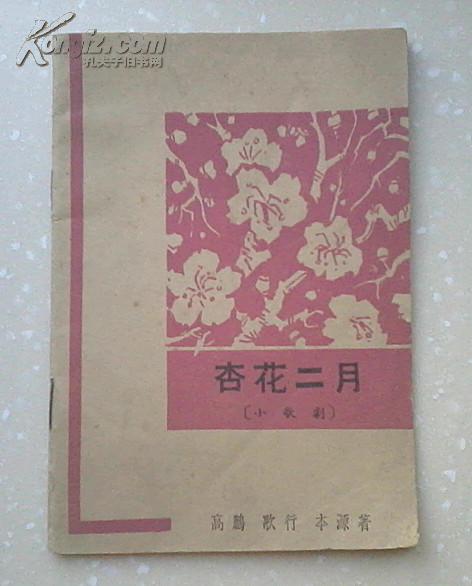 Kongfz.com
孔夫子旧书网
杏花二月
〔小歌剧〕
高鵬 歌行 本源著